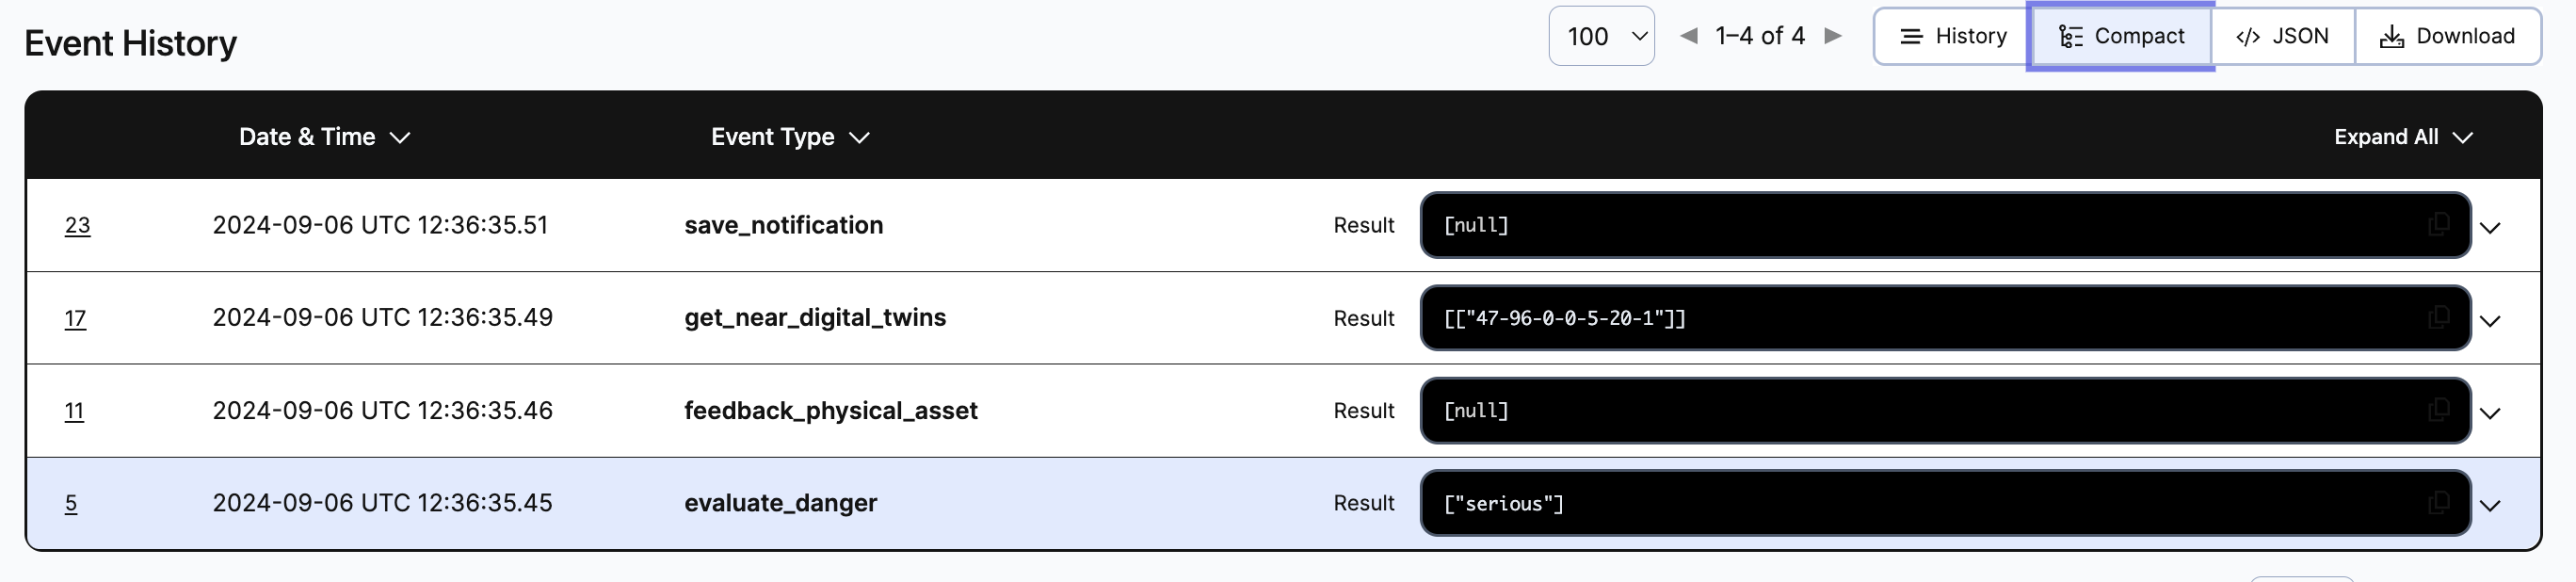 Event History
100
1–4 of 4
History
Compact
</> JSON
Download
Date & Time
Event Type
Expand All
23 2024-09-06 UTC 12:36:35.51 save_notification Result [null]
17 2024-09-06 UTC 12:36:35.49 get_near_digital_twins Result [["47-96-0-0-5-20-1"]]
11 2024-09-06 UTC 12:36:35.46 feedback_physical_asset Result [null]
5 2024-09-06 UTC 12:36:35.45 evaluate_danger Result ["serious"]